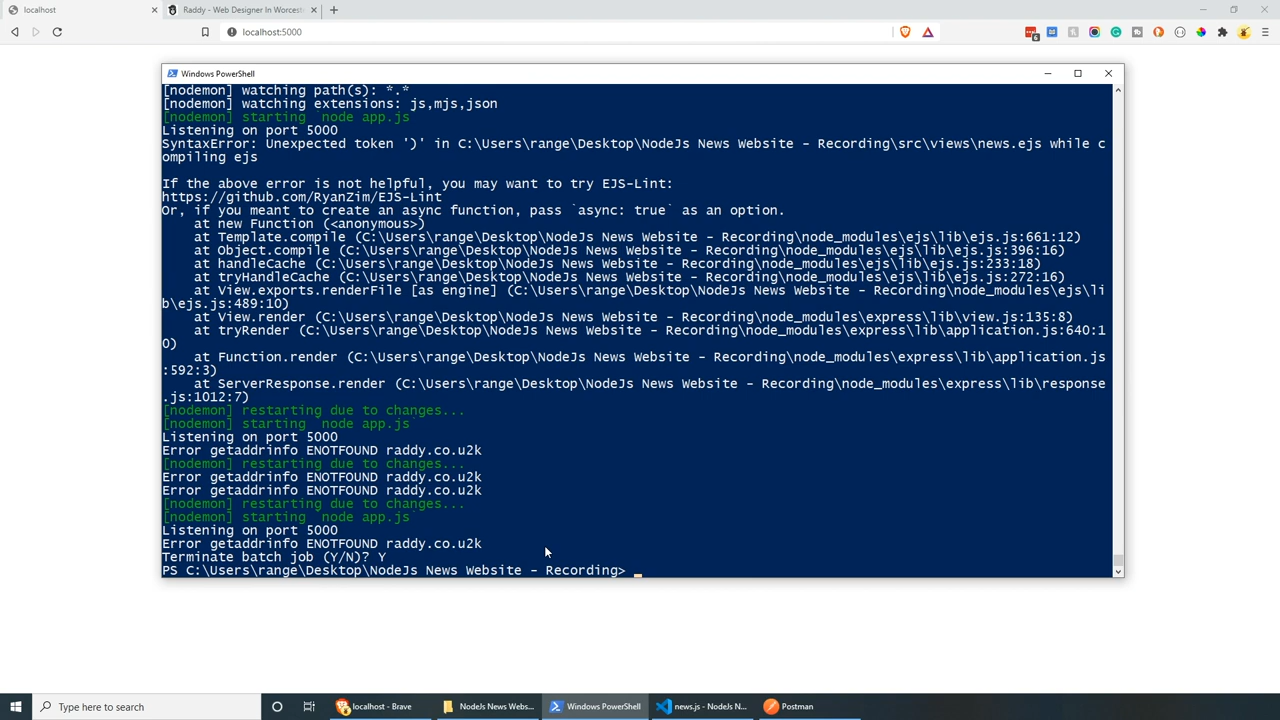 localhost
Raddy - Web Designer In Worcest
localhost:5000
6
Windows PowerShell
[nodemon] watching path(s): *.*
[nodemon] watching extensions: js,mjs,json
[nodemon] starting `node app.js`
Listening on port 5000
SyntaxError: Unexpected token ')' in C:\Users\range\Desktop\NodeJs News Website - Recording\src\views\news.ejs while c
ompiling ejs
If the above error is not helpful, you may want to try EJS-Lint:
https://github.com/RyanZim/EJS-Lint
Or, if you meant to create an async function, pass `async: true` as an option.
at new Function (<anonymous>)
at Template.compile (C:\Users\range\Desktop\NodeJs News Website - Recording\node_modules\ejs\lib\ejs.js:661:12)
at Object.compile (C:\Users\range\Desktop\NodeJs News Website - Recording\node_modules\ejs\lib\ejs.js:396:16)
at handleCache (C:\Users\range\Desktop\NodeJs News Website - Recording\node_modules\ejs\lib\ejs.js:233:18)
at tryHandleCache (C:\Users\range\Desktop\NodeJs News Website - Recording\node_modules\ejs\lib\ejs.js:272:16)
at View.exports.renderFile [as engine] (C:\Users\range\Desktop\NodeJs News Website - Recording\node_modules\ejs\li
b\ejs.js:489:10)
at View.render (C:\Users\range\Desktop\NodeJs News Website - Recording\node_modules\express\lib\view.js:135:8)
at tryRender (C:\Users\range\Desktop\NodeJs News Website - Recording\node_modules\express\lib\application.js:640:1
0)
at Function.render (C:\Users\range\Desktop\NodeJs News Website - Recording\node_modules\express\lib\application.js
:592:3)
at ServerResponse.render (C:\Users\range\Desktop\NodeJs News Website - Recording\node_modules\express\lib\response
.js:1012:7)
[nodemon] restarting due to changes...
[nodemon] starting `node app.js`
Listening on port 5000
Error getaddrinfo ENOTFOUND raddy.co.u2k
[nodemon] restarting due to changes...
Error getaddrinfo ENOTFOUND raddy.co.u2k
Error getaddrinfo ENOTFOUND raddy.co.u2k
[nodemon] restarting due to changes...
[nodemon] starting `node app.js`
Listening on port 5000
Error getaddrinfo ENOTFOUND raddy.co.u2k
Terminate batch job (Y/N)? Y
PS C:\Users\range\Desktop\NodeJs News Website - Recording>
Type here to search
localhost - Brave
NodeJs News Webs...
Windows PowerShell
news.js - NodeJs N...
Postman